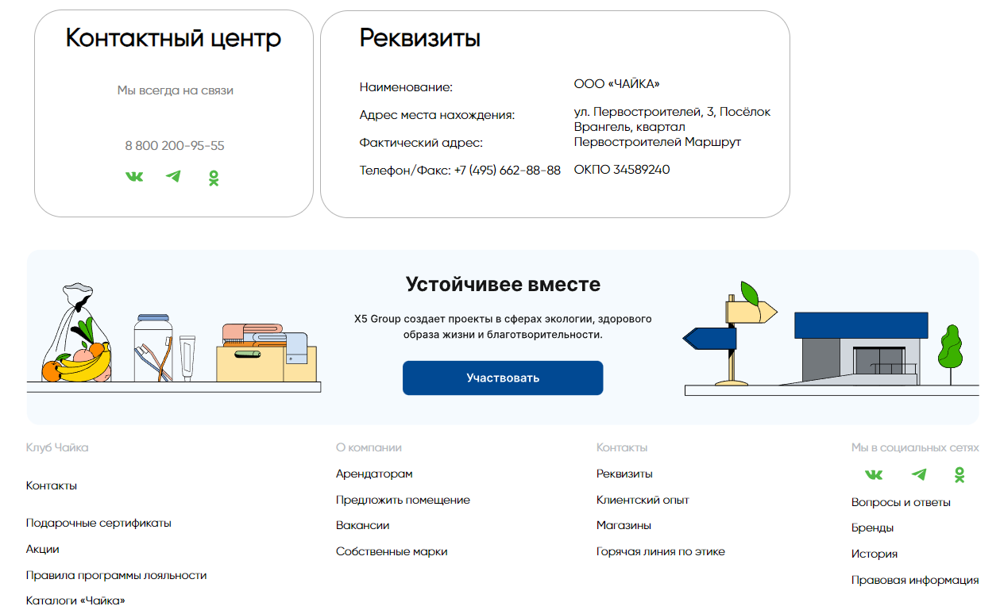 Контактный центр
Мы всегда на связи
8 800 200-95-55
Реквизиты
Наименование:
ООО «ЧАЙКА»
Адрес места нахождения:
ул. Первостроителей, 3, Посёлок
Врангель, квартал
Фактический адрес:
Первостроителей Маршрут
Телефон/Факс: +7 (495) 662-88-88
ОКПО 34589240
Устойчивее вместе
X5 Group создает проекты в сферах экологии, здорового
образа жизни и благотворительности.
Участвовать
Клуб Чайка
Контакты
Подарочные сертификаты
Акции
Правила программы лояльности
Каталоги «Чайка»
О компании
Арендаторам
Предложить помещение
Вакансии
Собственные марки
Контакты
Реквизиты
Клиентский опыт
Магазины
Горячая линия по этике
Мы в социальных сетях
Вопросы и ответы
Бренды
История
Правовая информация